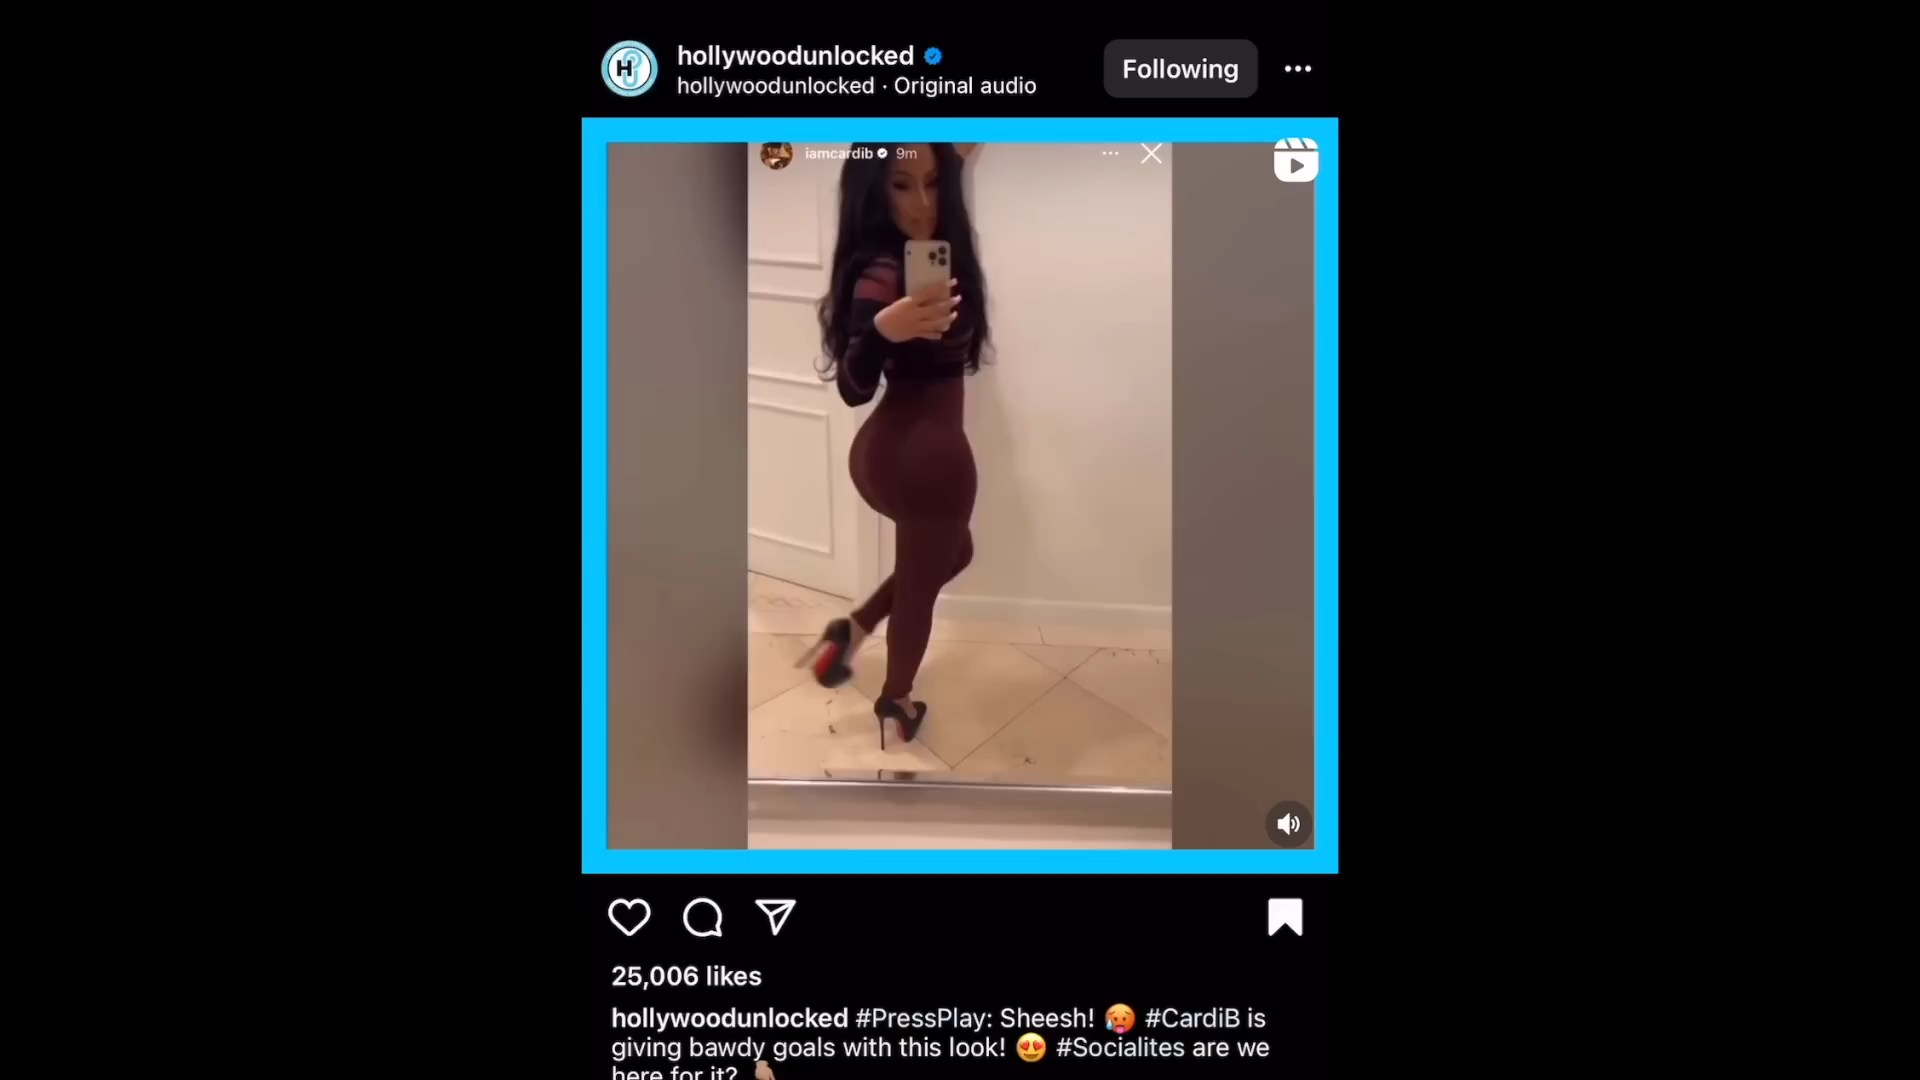 hollywoodunlocked
hollywoodunlocked · Original audio
Following
iamcardib 9m
25,006 likes
hollywoodunlocked #PressPlay: Sheesh! 🥵 #CardiB is
giving bawdy goals with this look! 😍 #Socialites are we
here for it?